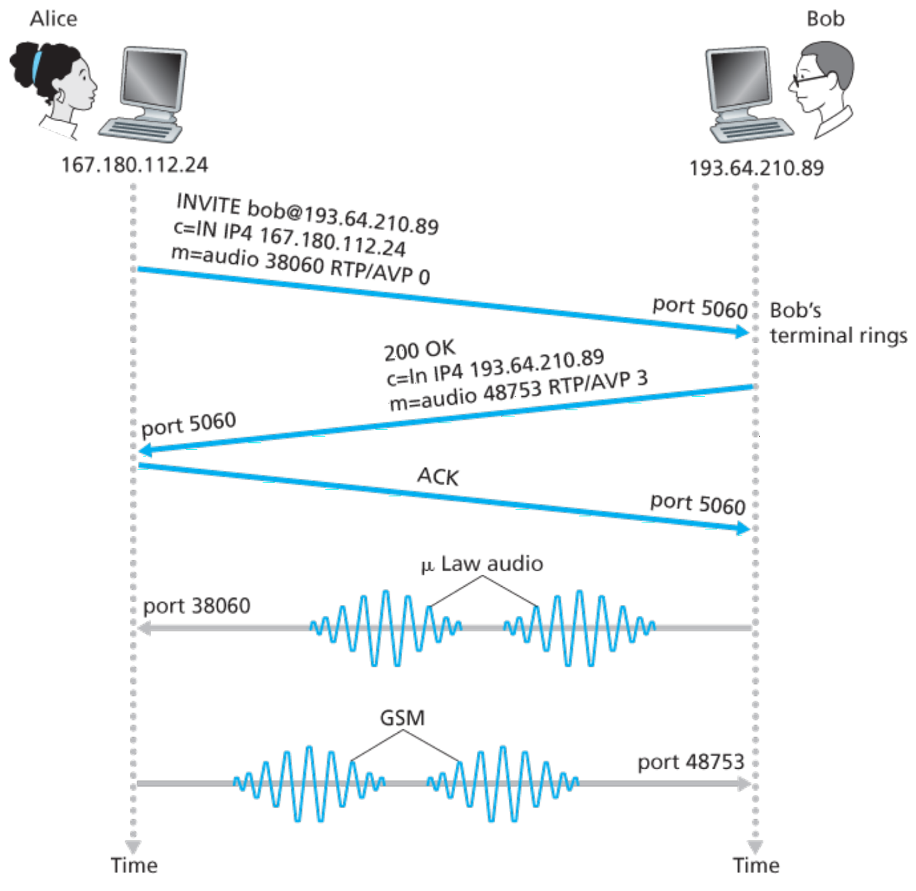 Alice
Bob
167.180.112.24
193.64.210.89
INVITE bob@193.64.210.89
c=IN IP4 167.180.112.24
m=audio 38060 RTP/AVP 0
port 5060
Bob's
terminal rings
200 OK
c=In IP4 193.64.210.89
m=audio 48753 RTP/AVP 3
port 5060
ACK
port 5060
μ Law audio
port 38060
GSM
port 48753
Time
Time